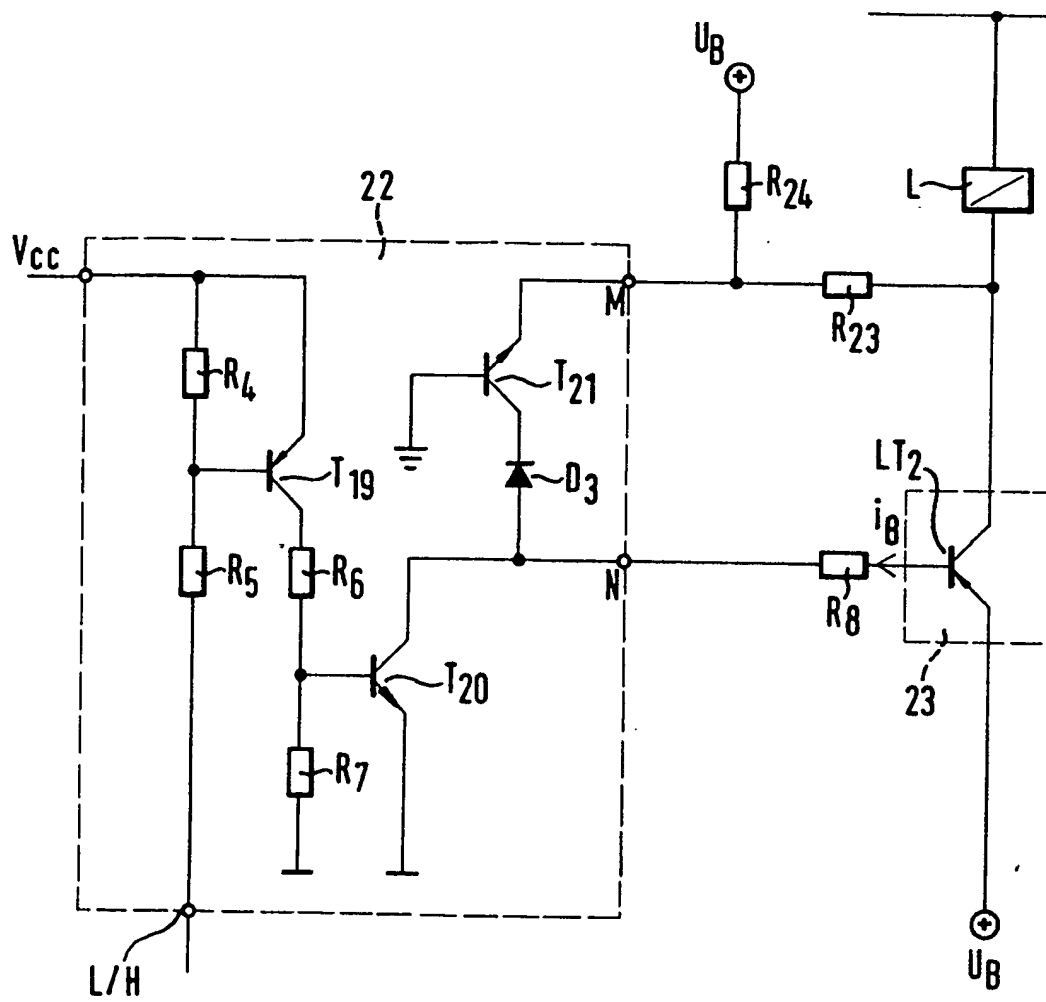 U_B
R_24
L
22
V_CC
M
R_23
R_4
T_21
T_19
D_3
LT_2
i_B
R_5
R_6
N
R_8
T_20
23
R_7
U_B
L/H